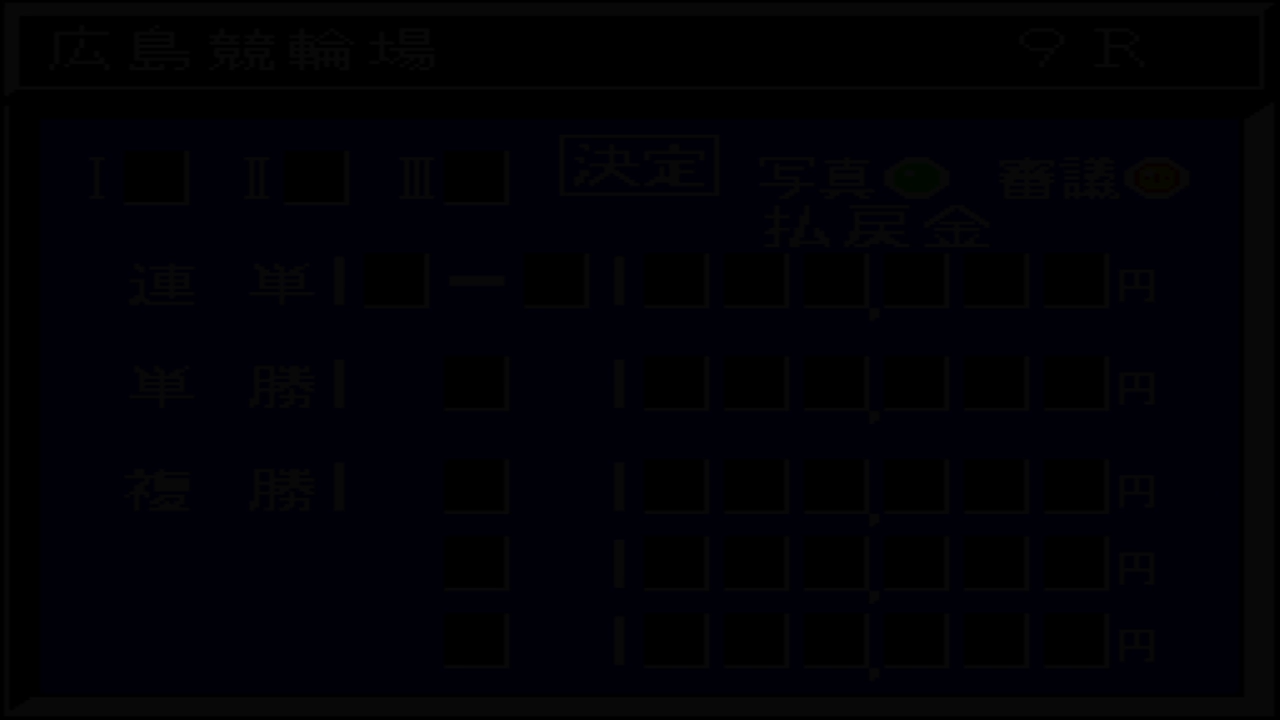 広島競輪場 9R
I II III 決定 写真 審議
払戻金
連単 ー , 円
単勝 , 円
複勝 , 円
, 円
, 円